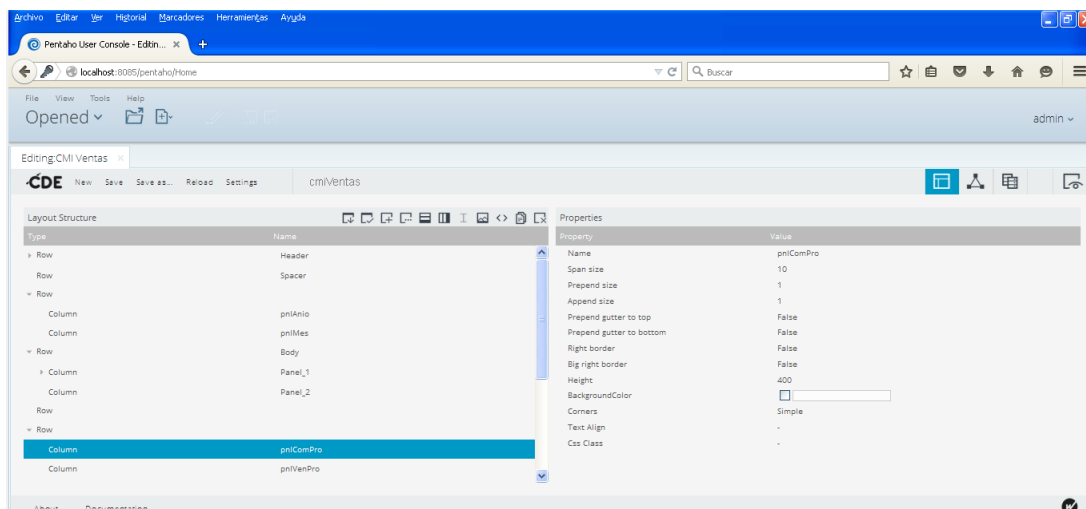 Archivo Editar Ver Historial Marcadores Herramientas Ayuda
Pentaho User Console - Editin... × +
localhost:8085/pentaho/Home Buscar
File View Tools Help
Opened admin
Editing:CMI Ventas ×
CDE New Save Save as... Reload Settings cmiVentas
Layout Structure Properties
Type Name Property Value
Row Header Name pnlComPro
Row Spacer Span size 10
Row Prepend size 1
Append size 1
Column pnlAnio Prepend gutter to top False
Column pnlMes Prepend gutter to bottom False
Row Body Right border False
Big right border False
Column Panel_1 Height 400
Column Panel_2 BackgroundColor
Row Corners Simple
Row Text Align -
Column pnlComPro Css Class -
Column pnlVenPro
About Documentation